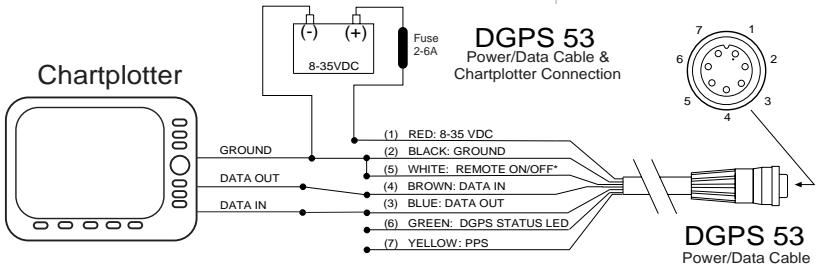 (-)
(+)
8-35VDC
Fuse
2-6A
DGPS 53
Power/Data Cable &
Chartplotter Connection
7
1
6
2
5
3
4
Chartplotter
GROUND
DATA OUT
DATA IN
(1) RED: 8-35 VDC
(2) BLACK: GROUND
(5) WHITE: REMOTE ON/OFF*
(4) BROWN: DATA IN
(3) BLUE: DATA OUT
(6) GREEN: DGPS STATUS LED
(7) YELLOW: PPS
DGPS 53
Power/Data Cable